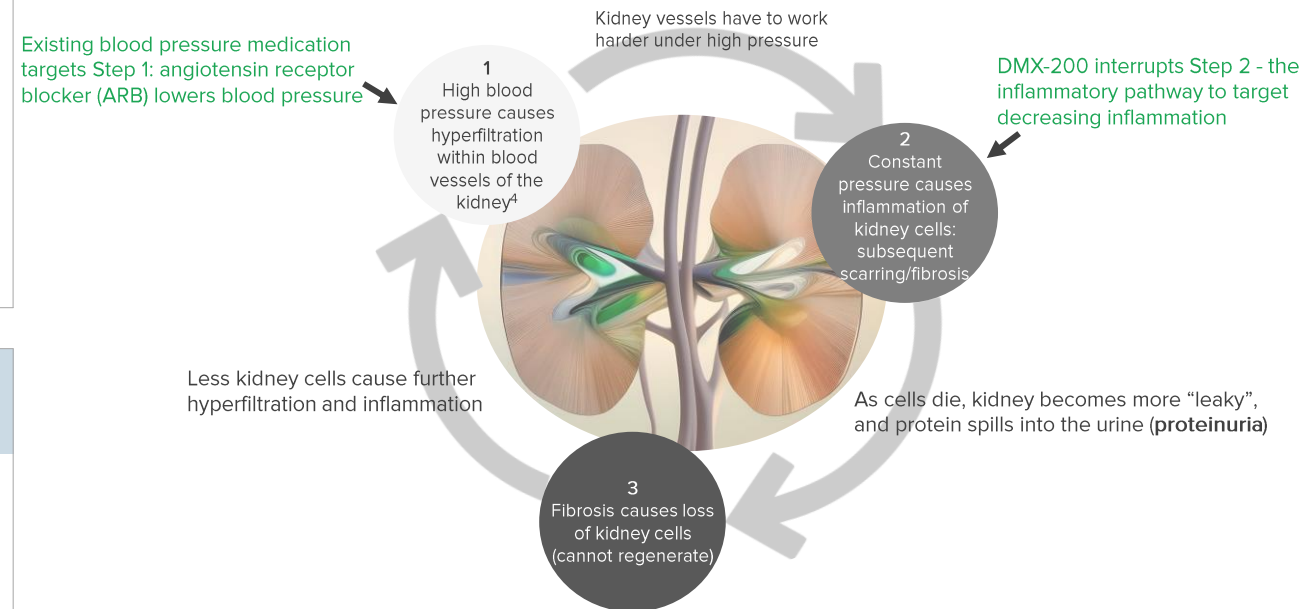 Kidney vessels have to work
harder under high pressure
Existing blood pressure medication
targets Step 1: angiotensin receptor
blocker (ARB) lowers blood pressure
1
High blood
pressure causes
hyperfiltration
within blood
vessels of the
kidney⁴
DMX-200 interrupts Step 2 - the
inflammatory pathway to target
decreasing inflammation
2
Constant
pressure causes
inflammation of
kidney cells:
subsequent
scarring/fibrosis
Less kidney cells cause further
hyperfiltration and inflammation
As cells die, kidney becomes more “leaky”,
and protein spills into the urine (proteinuria)
3
Fibrosis causes loss
of kidney cells
(cannot regenerate)